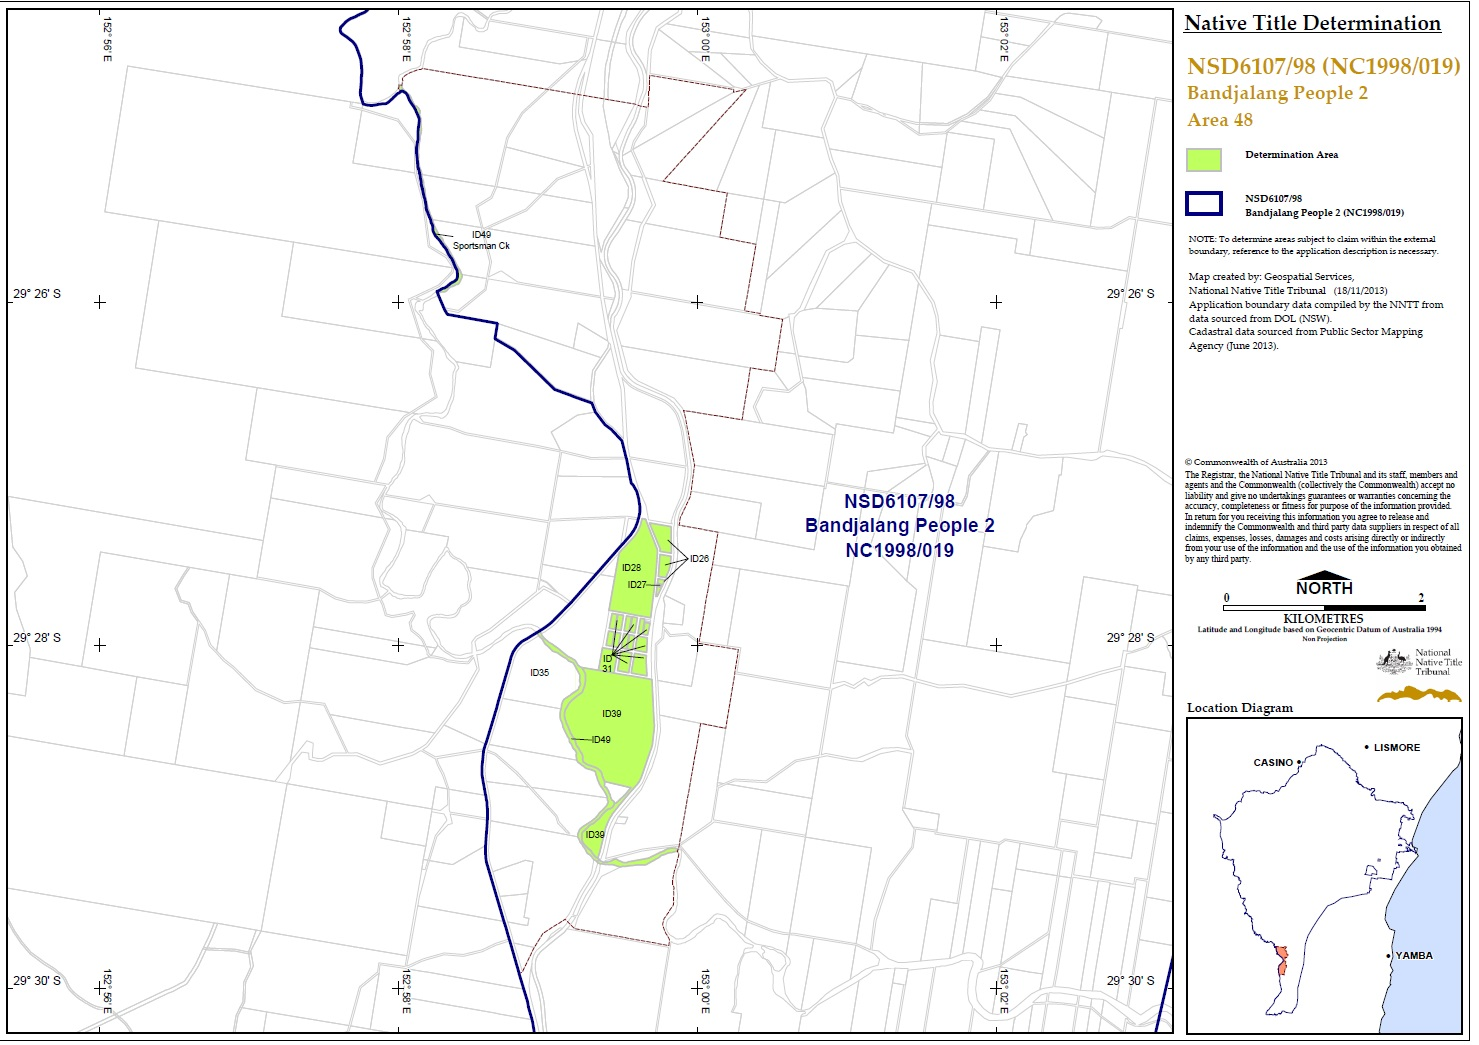 152° 56' E
152° 58' E
153° 00' E
153° 02' E
ID49
Sportsman Ck
29° 26' S
29° 26' S
NSD6107/98
Bandjalang People 2
NC1998/019
ID28
ID26
ID27
ID
31
29° 28' S
29° 28' S
ID35
ID39
ID49
ID39
29° 30' S
29° 30' S
152° 56' E
152° 58' E
153° 00' E
153° 02' E
Native Title Determination
NSD6107/98 (NC1998/019)
Bandjalang People 2
Area 48
Determination Area
NSD6107/98
Bandjalang People 2 (NC1998/019)
NOTE: To determine areas subject to claim within the external
boundary, reference to the application description is necessary.
Map created by: Geospatial Services,
National Native Title Tribunal (18/11/2013)
Application boundary data compiled by the NNTT from
data sourced from DOL (NSW).
Cadastral data sourced from Public Sector Mapping
Agency (June 2013).
© Commonwealth of Australia 2013
The Registrar, the National Native Title Tribunal and its staff, members and
agents and the Commonwealth (collectively the Commonwealth) accept no
liability and give no undertakings guarantees or warranties concerning the
accuracy, completeness or fitness for purpose of the information provided.
In return for you receiving this information you agree to release and
indemnify the Commonwealth and third party data suppliers in respect of all
claims, expenses, losses, damages and costs arising directly or indirectly
from your use of the information and the use of the information you obtained
by any third party.
NORTH
0 2
KILOMETRES
Latitude and Longitude based on Geocentric Datum of Australia 1994
Non Projection
National
Native Title
Tribunal
Location Diagram
LISMORE
CASINO
YAMBA